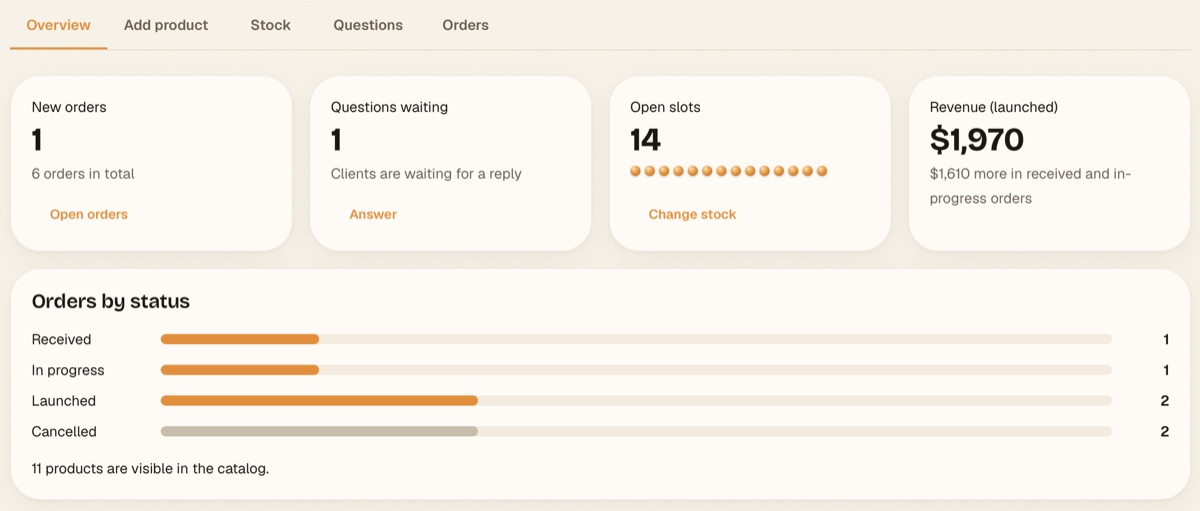 Overview
Add product
Stock
Questions
Orders
New orders
1
6 orders in total
Open orders
Questions waiting
1
Clients are waiting for a reply
Answer
Open slots
14
Change stock
Revenue (launched)
$1,970
$1,610 more in received and in-
progress orders
Orders by status
Received 1
In progress 1
Launched 2
Cancelled 2
11 products are visible in the catalog.